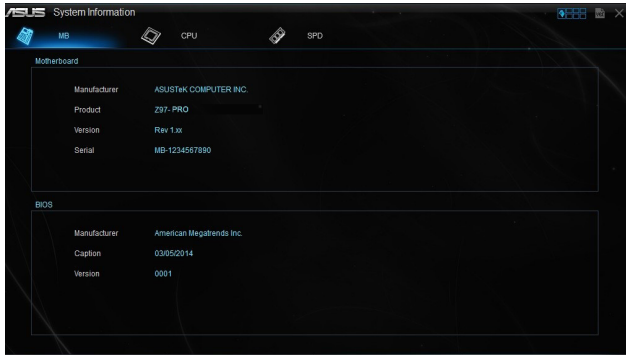 ASUS System Information
MB CPU SPD
Motherboard
Manufacturer ASUSTeK COMPUTER INC.
Product Z97- PRO
Version Rev 1.xx
Serial MB-1234567890
BIOS
Manufacturer American Megatrends Inc.
Caption 03/05/2014
Version 0001